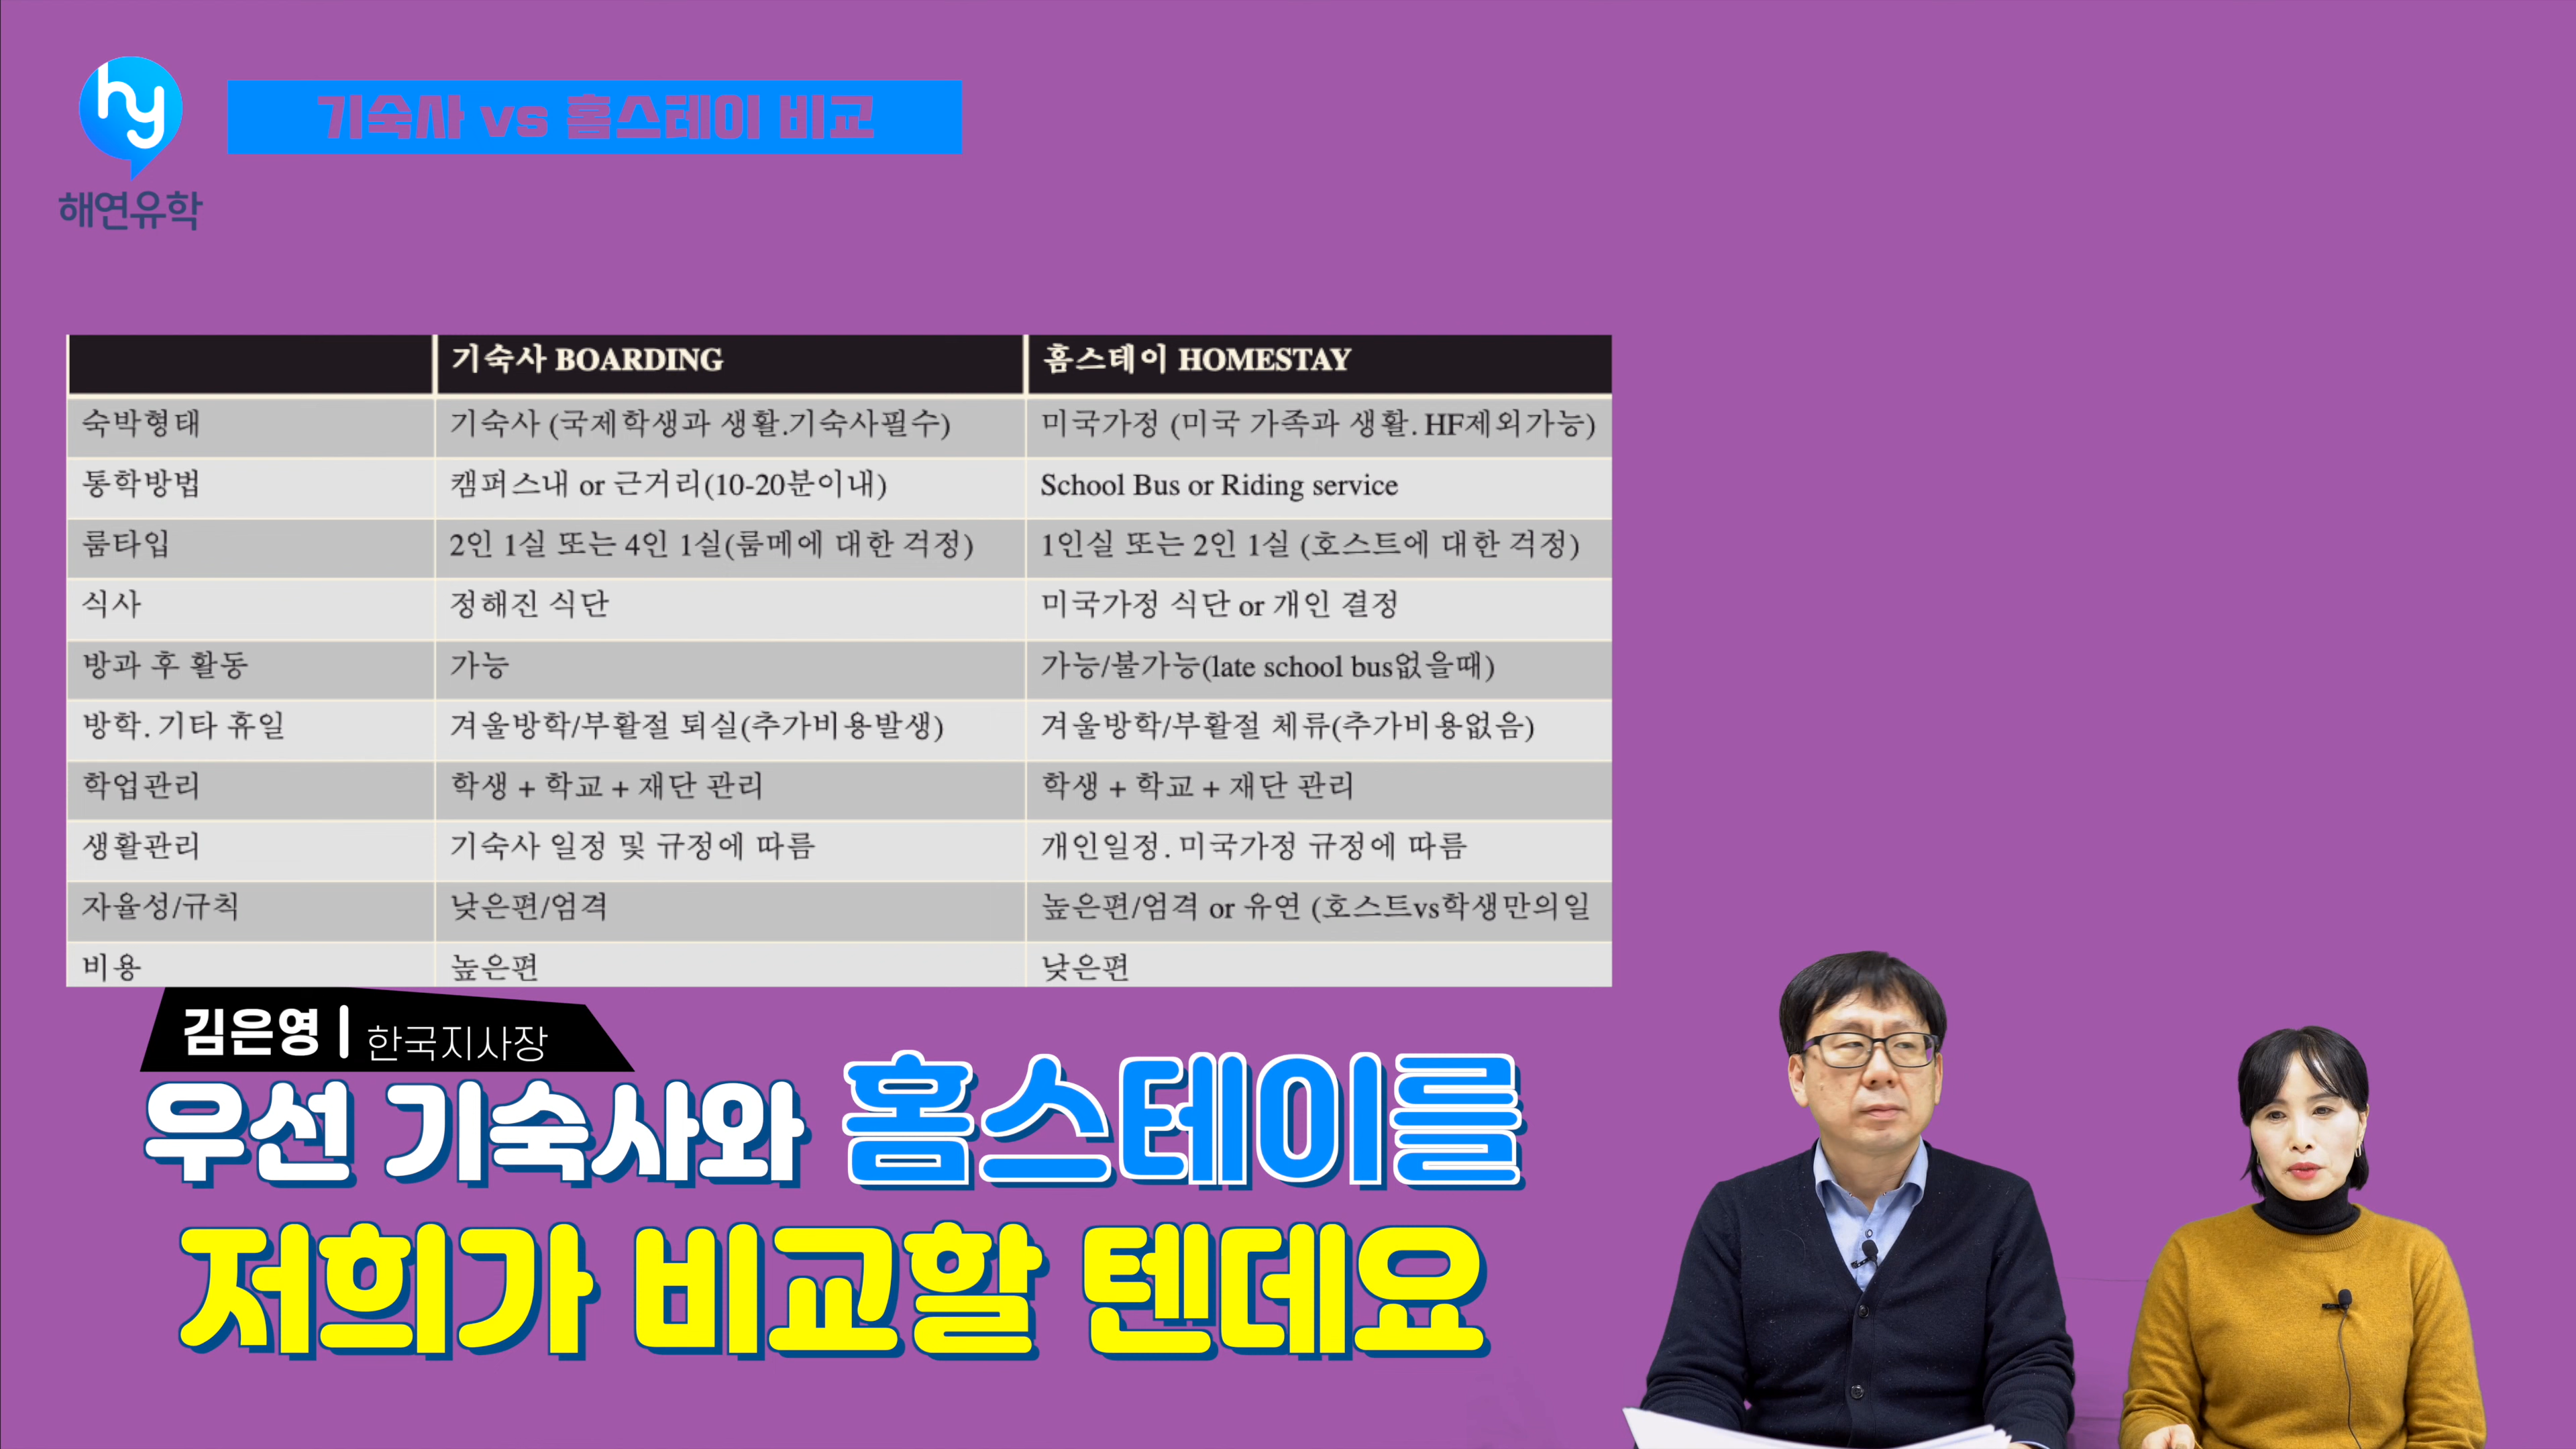 hy
해연유학
기숙사 vs 홈스테이 비교
기숙사 BOARDING 홈스테이 HOMESTAY
숙박형태 기숙사 (국제학생과 생활.기숙사필수) 미국가정 (미국 가족과 생활. HF제외가능)
통학방법 캠퍼스내 or 근거리(10-20분이내) School Bus or Riding service
룸타입 2인 1실 또는 4인 1실(룸메에 대한 걱정) 1인실 또는 2인 1실 (호스트에 대한 걱정)
식사 정해진 식단 미국가정 식단 or 개인 결정
방과 후 활동 가능 가능/불가능(late school bus없을때)
방학. 기타 휴일 겨울방학/부활절 퇴실(추가비용발생) 겨울방학/부활절 체류(추가비용없음)
학업관리 학생 + 학교 + 재단 관리 학생 + 학교 + 재단 관리
생활관리 기숙사 일정 및 규정에 따름 개인일정. 미국가정 규정에 따름
자율성/규칙 낮은편/엄격 높은편/엄격 or 유연 (호스트vs학생만의일
비용 높은편 낮은편
김은영 | 한국지사장
우선 기숙사와 홈스테이를
저희가 비교할 텐데요